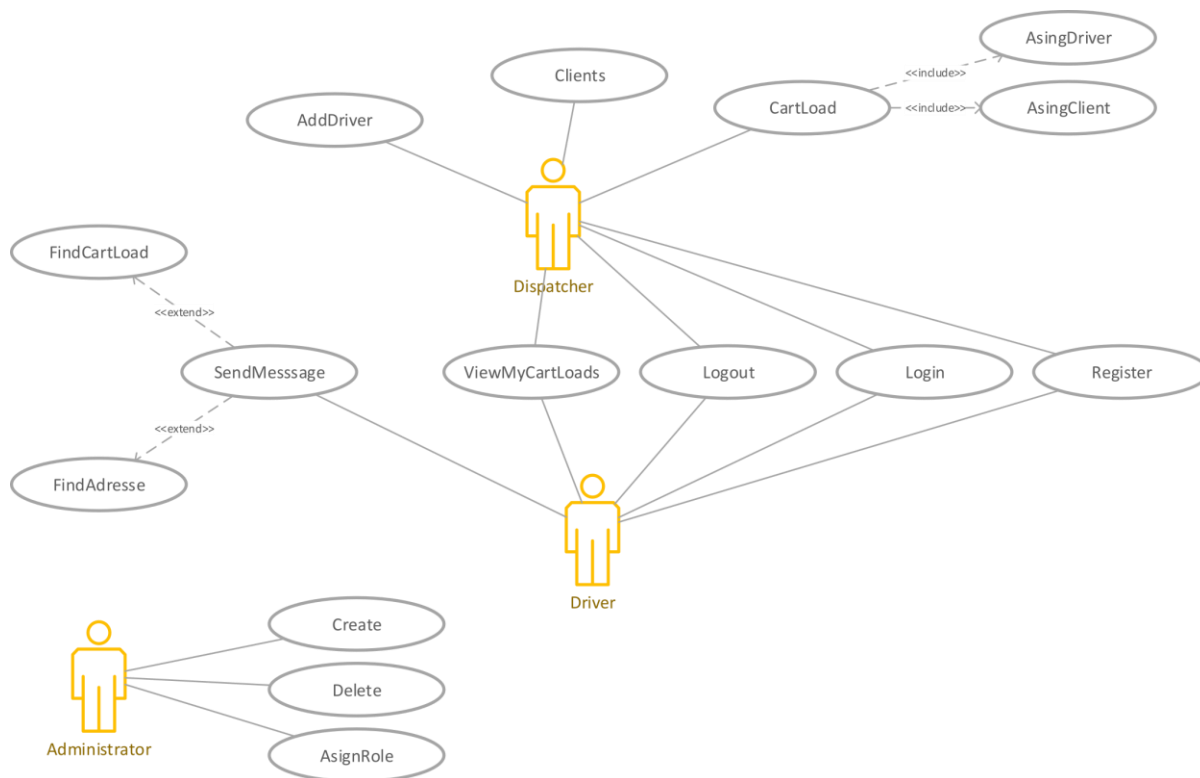 AsingDriver
Clients
<<include>>
AddDriver
CartLoad
<<include>>
AsingClient
FindCartLoad
Dispatcher
<<extend>>
SendMesssage
ViewMyCartLoads
Logout
Login
Register
<<extend>>
FindAdresse
Driver
Create
Delete
Administrator
AsignRole